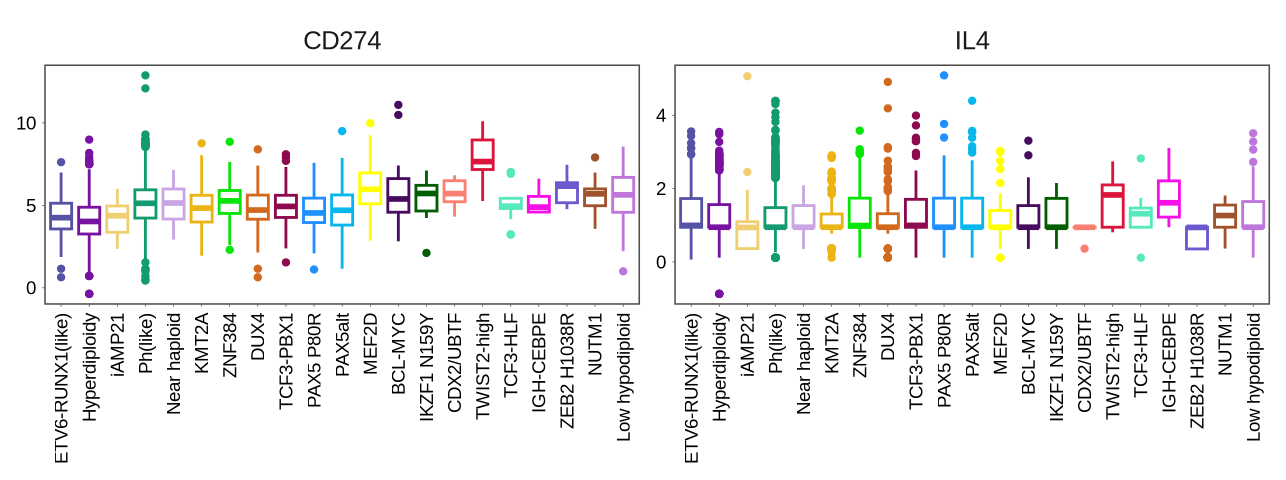 CD274
IL4
10
5
0
4
2
0
ETV6-RUNX1(like)
Hyperdiploidy
iAMP21
Ph(like)
Near haploid
KMT2A
ZNF384
DUX4
TCF3-PBX1
PAX5 P80R
PAX5alt
MEF2D
BCL-MYC
IKZF1 N159Y
CDX2/UBTF
TWIST2-high
TCF3-HLF
IGH-CEBPE
ZEB2 H1038R
NUTM1
Low hypodiploid
ETV6-RUNX1(like)
Hyperdiploidy
iAMP21
Ph(like)
Near haploid
KMT2A
ZNF384
DUX4
TCF3-PBX1
PAX5 P80R
PAX5alt
MEF2D
BCL-MYC
IKZF1 N159Y
CDX2/UBTF
TWIST2-high
TCF3-HLF
IGH-CEBPE
ZEB2 H1038R
NUTM1
Low hypodiploid